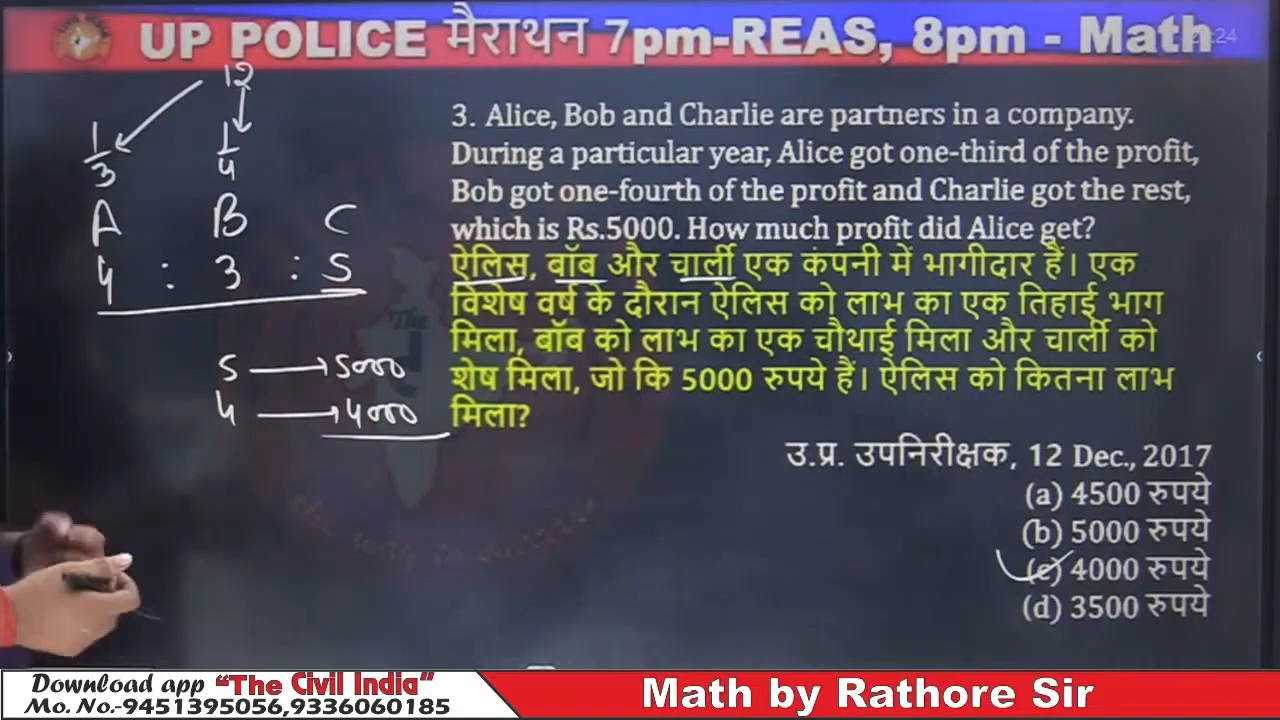 UP POLICE मैराथन 7pm-REAS, 8pm - Math
:24
12
1/3 1/4
A B C
4 : 3 : 5
5 → 5000
4 → 4000
3. Alice, Bob and Charlie are partners in a company.
During a particular year, Alice got one-third of the profit,
Bob got one-fourth of the profit and Charlie got the rest,
which is Rs.5000. How much profit did Alice get?
ऐलिस, बॉब और चार्ली एक कंपनी में भागीदार हैं। एक
विशेष वर्ष के दौरान ऐलिस को लाभ का एक तिहाई भाग
मिला, बॉब को लाभ का एक चौथाई मिला और चार्ली को
शेष मिला, जो कि 5000 रुपये हैं। ऐलिस को कितना लाभ
मिला?
उ.प्र. उपनिरीक्षक, 12 Dec., 2017
(a) 4500 रुपये
(b) 5000 रुपये
(c) 4000 रुपये
(d) 3500 रुपये
Download app "The Civil India"
Mo. No.-9451395056,9336060185
Math by Rathore Sir